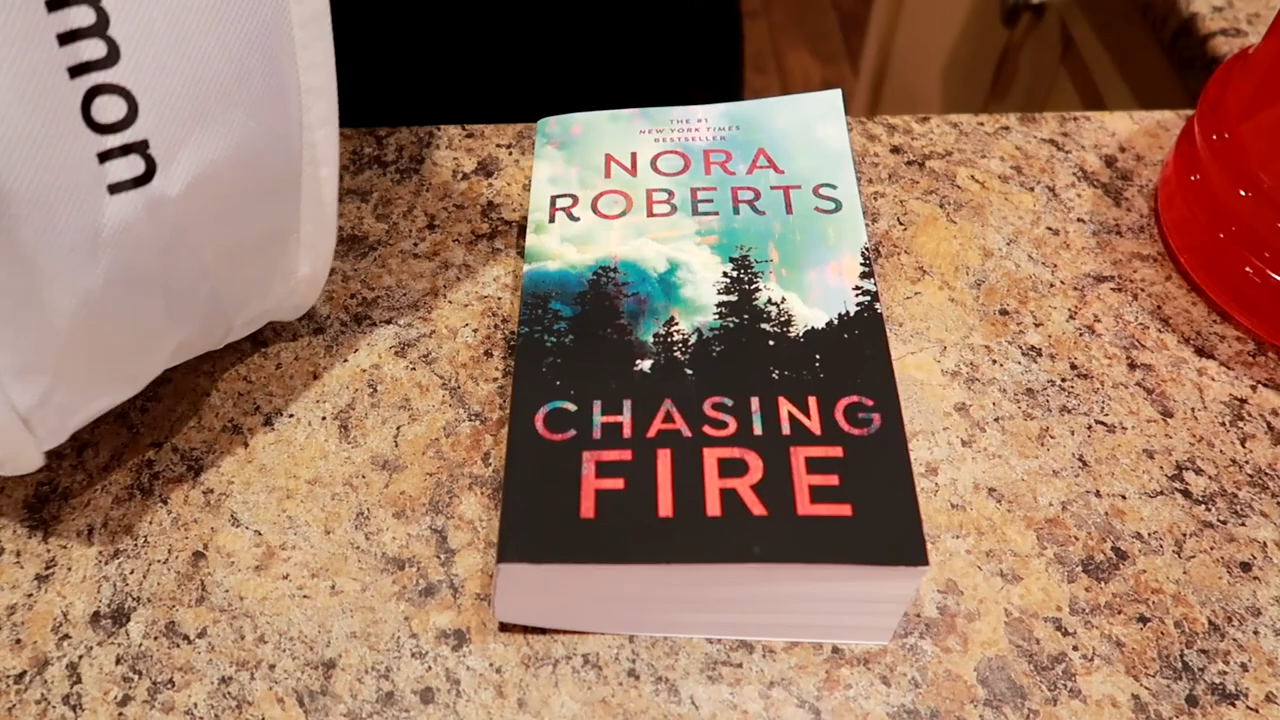 mon
THE #1
NEW YORK TIMES
BESTSELLER
NORA
ROBERTS
CHASING
FIRE